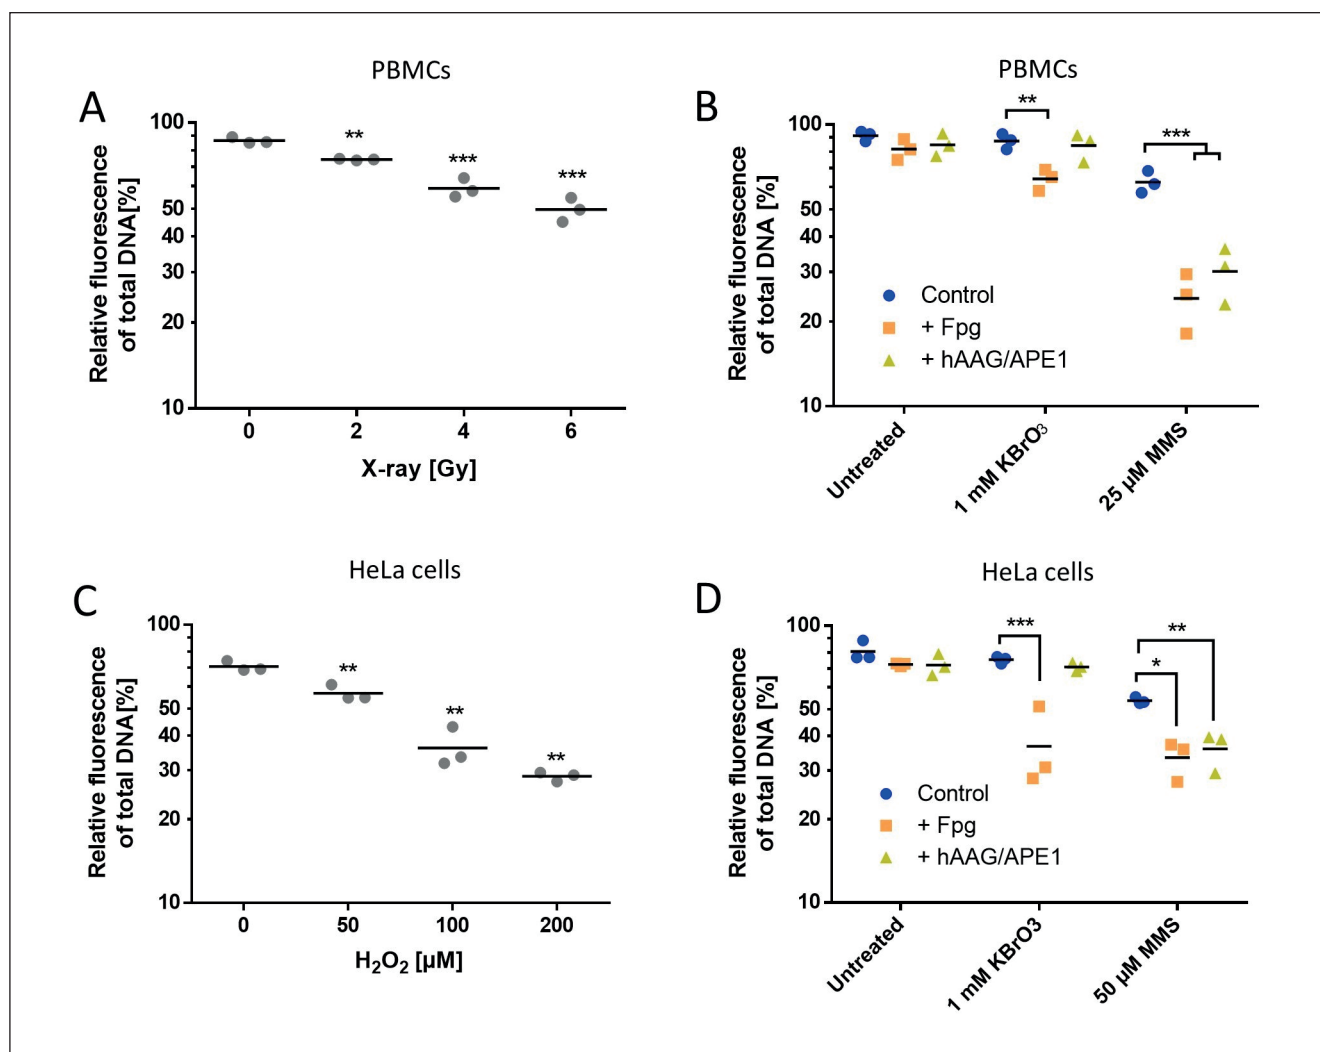 PBMCs
A
**
***
***
Relative fluorescence
of total DNA[%]
100
50
40
30
20
10
0 2 4 6
X-ray [Gy]
PBMCs
B
**
***
Relative fluorescence
of total DNA [%]
100
50
40
30
20
10
Control
+ Fpg
+ hAAG/APE1
Untreated
1 mM KBrO3
25 µM MMS
HeLa cells
C
**
**
**
Relative fluorescence
of total DNA[%]
100
50
40
30
20
10
0 50 100 200
H₂O₂ [µM]
HeLa cells
D
***
**
*
Relative fluorescence
of total DNA [%]
100
50
40
30
20
10
Control
+ Fpg
+ hAAG/APE1
Untreated
1 mM KBrO3
50 µM MMS